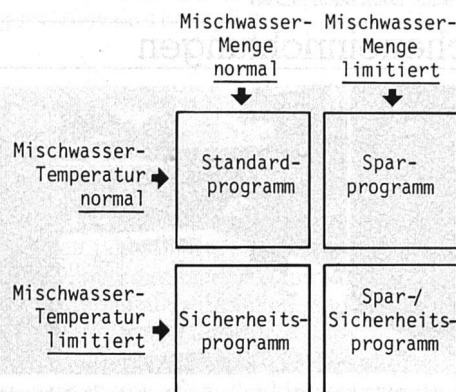 Mischwasser-
Menge
normal
Mischwasser-
Menge
limitiert
Mischwasser-
Temperatur
normal
Standard-
programm
Spar-
programm
Mischwasser-
Temperatur
limitiert
Sicherheits-
programm
Spar-/
Sicherheits-
programm